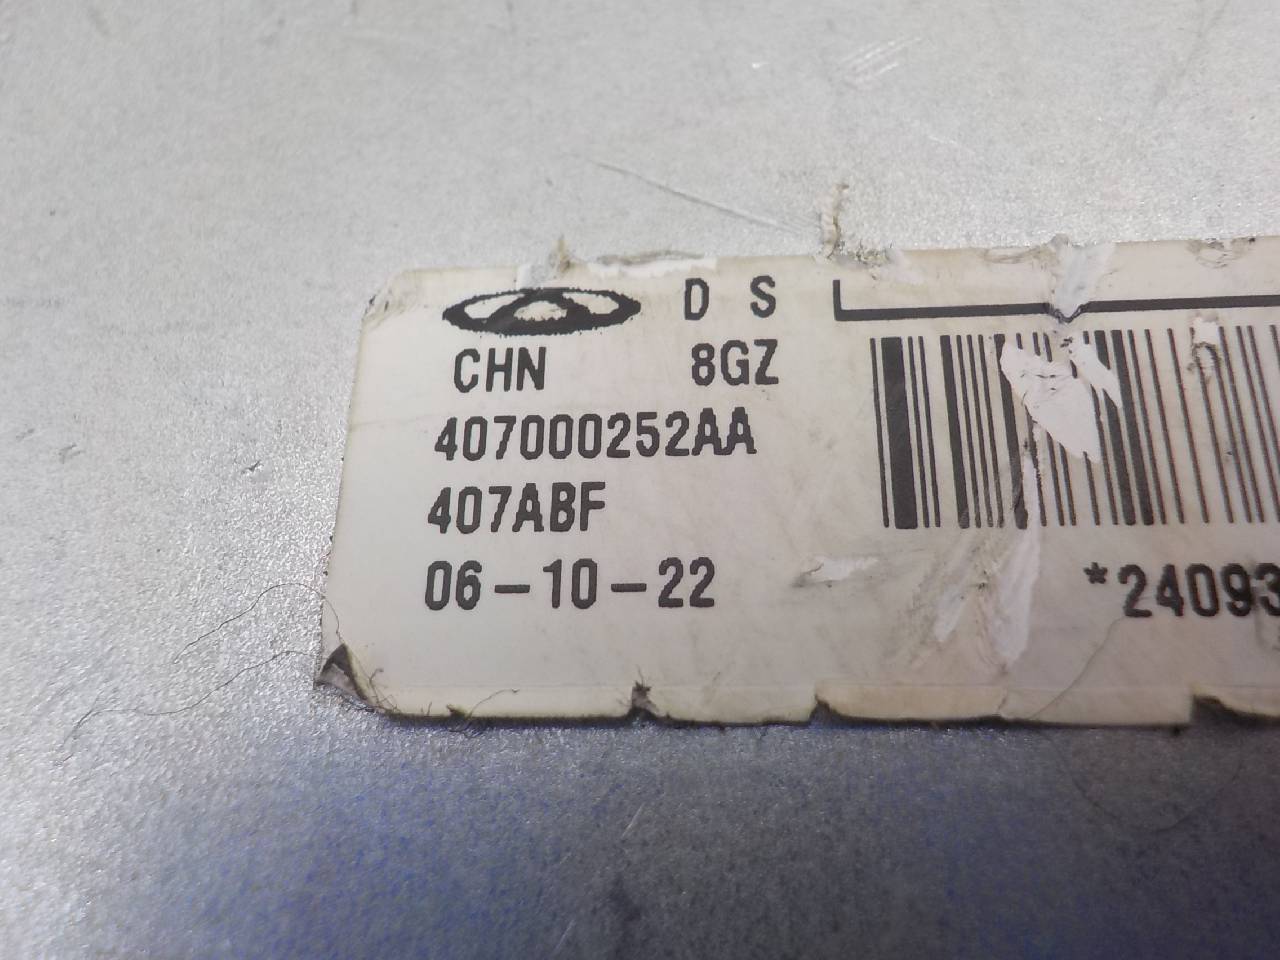 D S
CHN 8GZ
407000252AA
407ABF
06-10-22
*24093